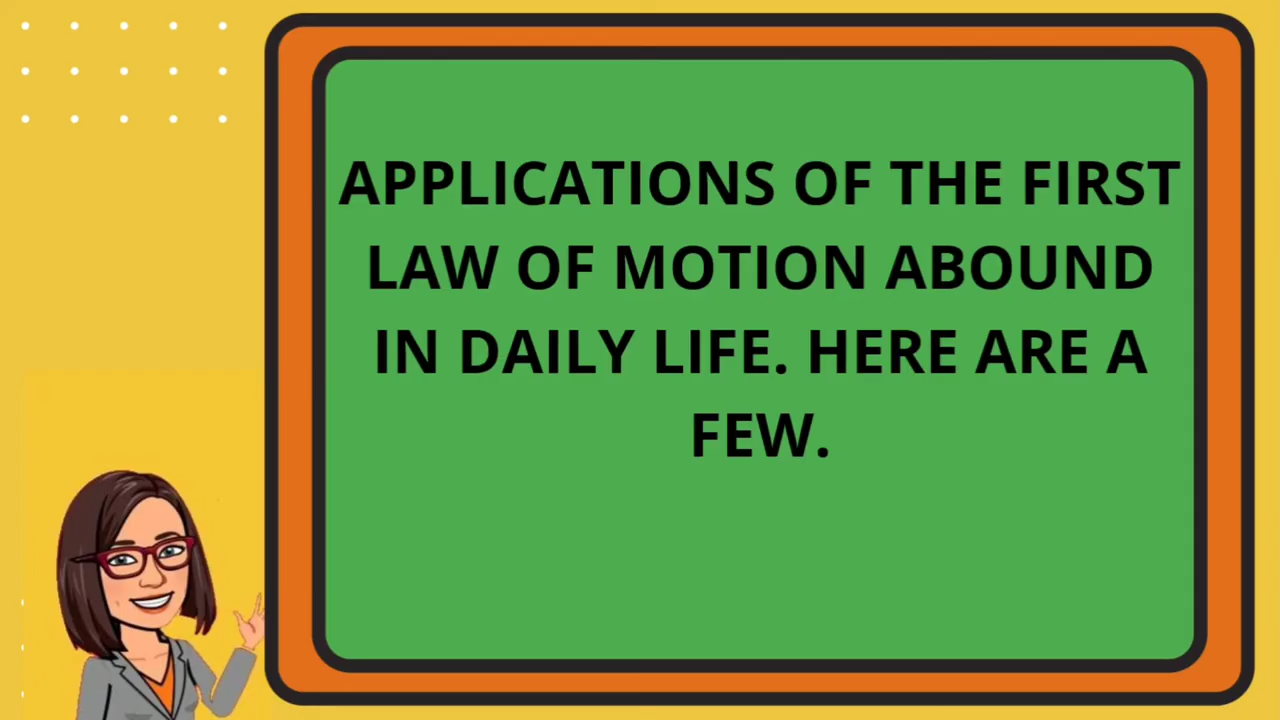 APPLICATIONS OF THE FIRST
LAW OF MOTION ABOUND
IN DAILY LIFE. HERE ARE A
FEW.